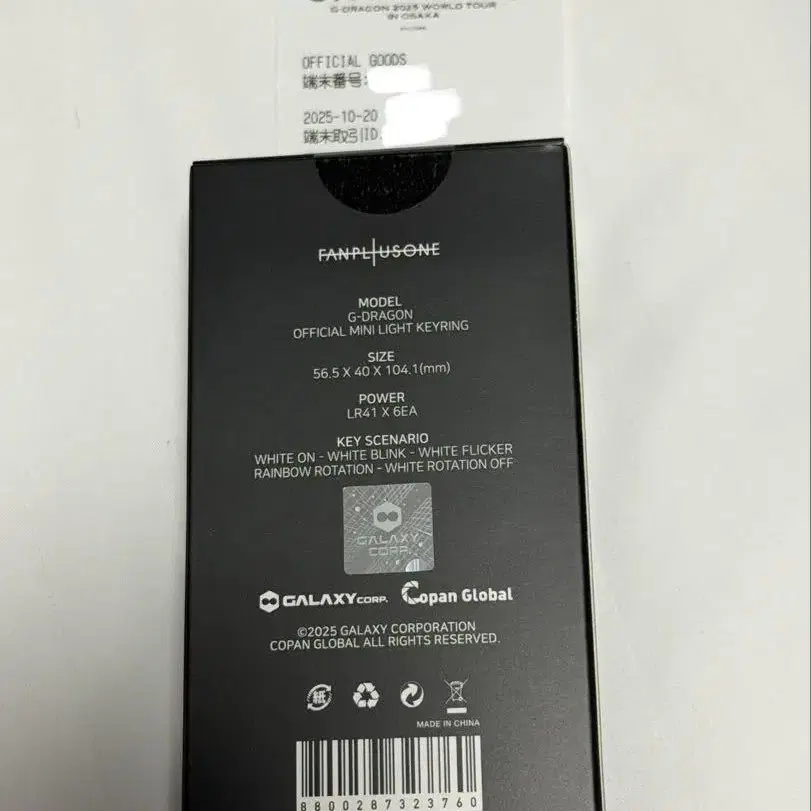 G-DRAGON 2025 WORLD TOUR
IN OSAKA
OFFICIAL GOODS
端末番号:
2025-10-20
端末取引ID
FANPLUSONE
MODEL
G-DRAGON
OFFICIAL MINI LIGHT KEYRING
SIZE
56.5 X 40 X 104.1(mm)
POWER
LR41 X 6EA
KEY SCENARIO
WHITE ON - WHITE BLINK - WHITE FLICKER
RAINBOW ROTATION - WHITE ROTATION OFF
GALAXY
CORP.
GALAXY CORP. Copan Global
©2025 GALAXY CORPORATION
COPAN GLOBAL ALL RIGHTS RESERVED.
紙
MADE IN CHINA
8800287323760